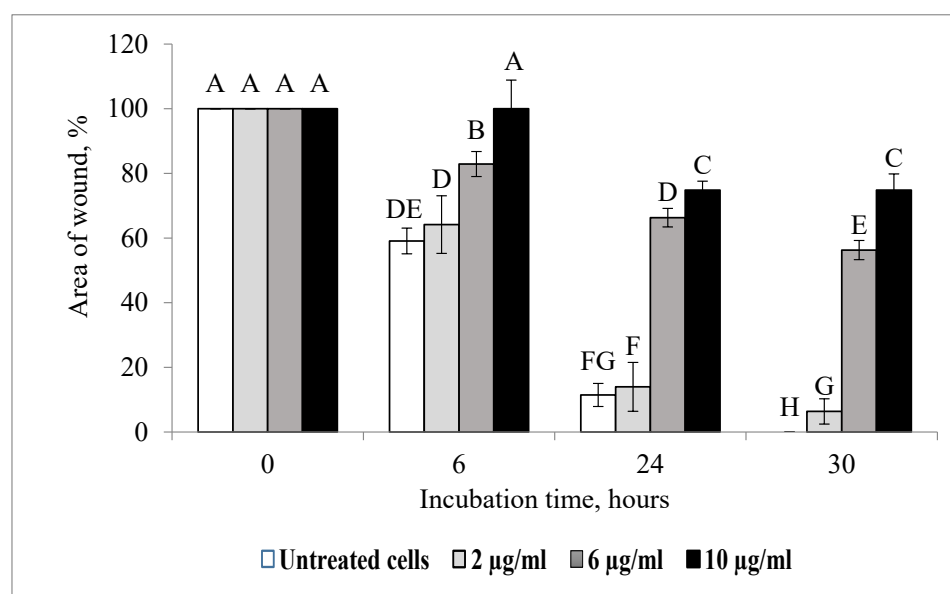 120
100
80
60
40
20
0
Area of wound, %
A A A A
DE D B A
FG F D C
H G E C
0 6 24 30
Incubation time, hours
Untreated cells 2 µg/ml 6 µg/ml 10 µg/ml